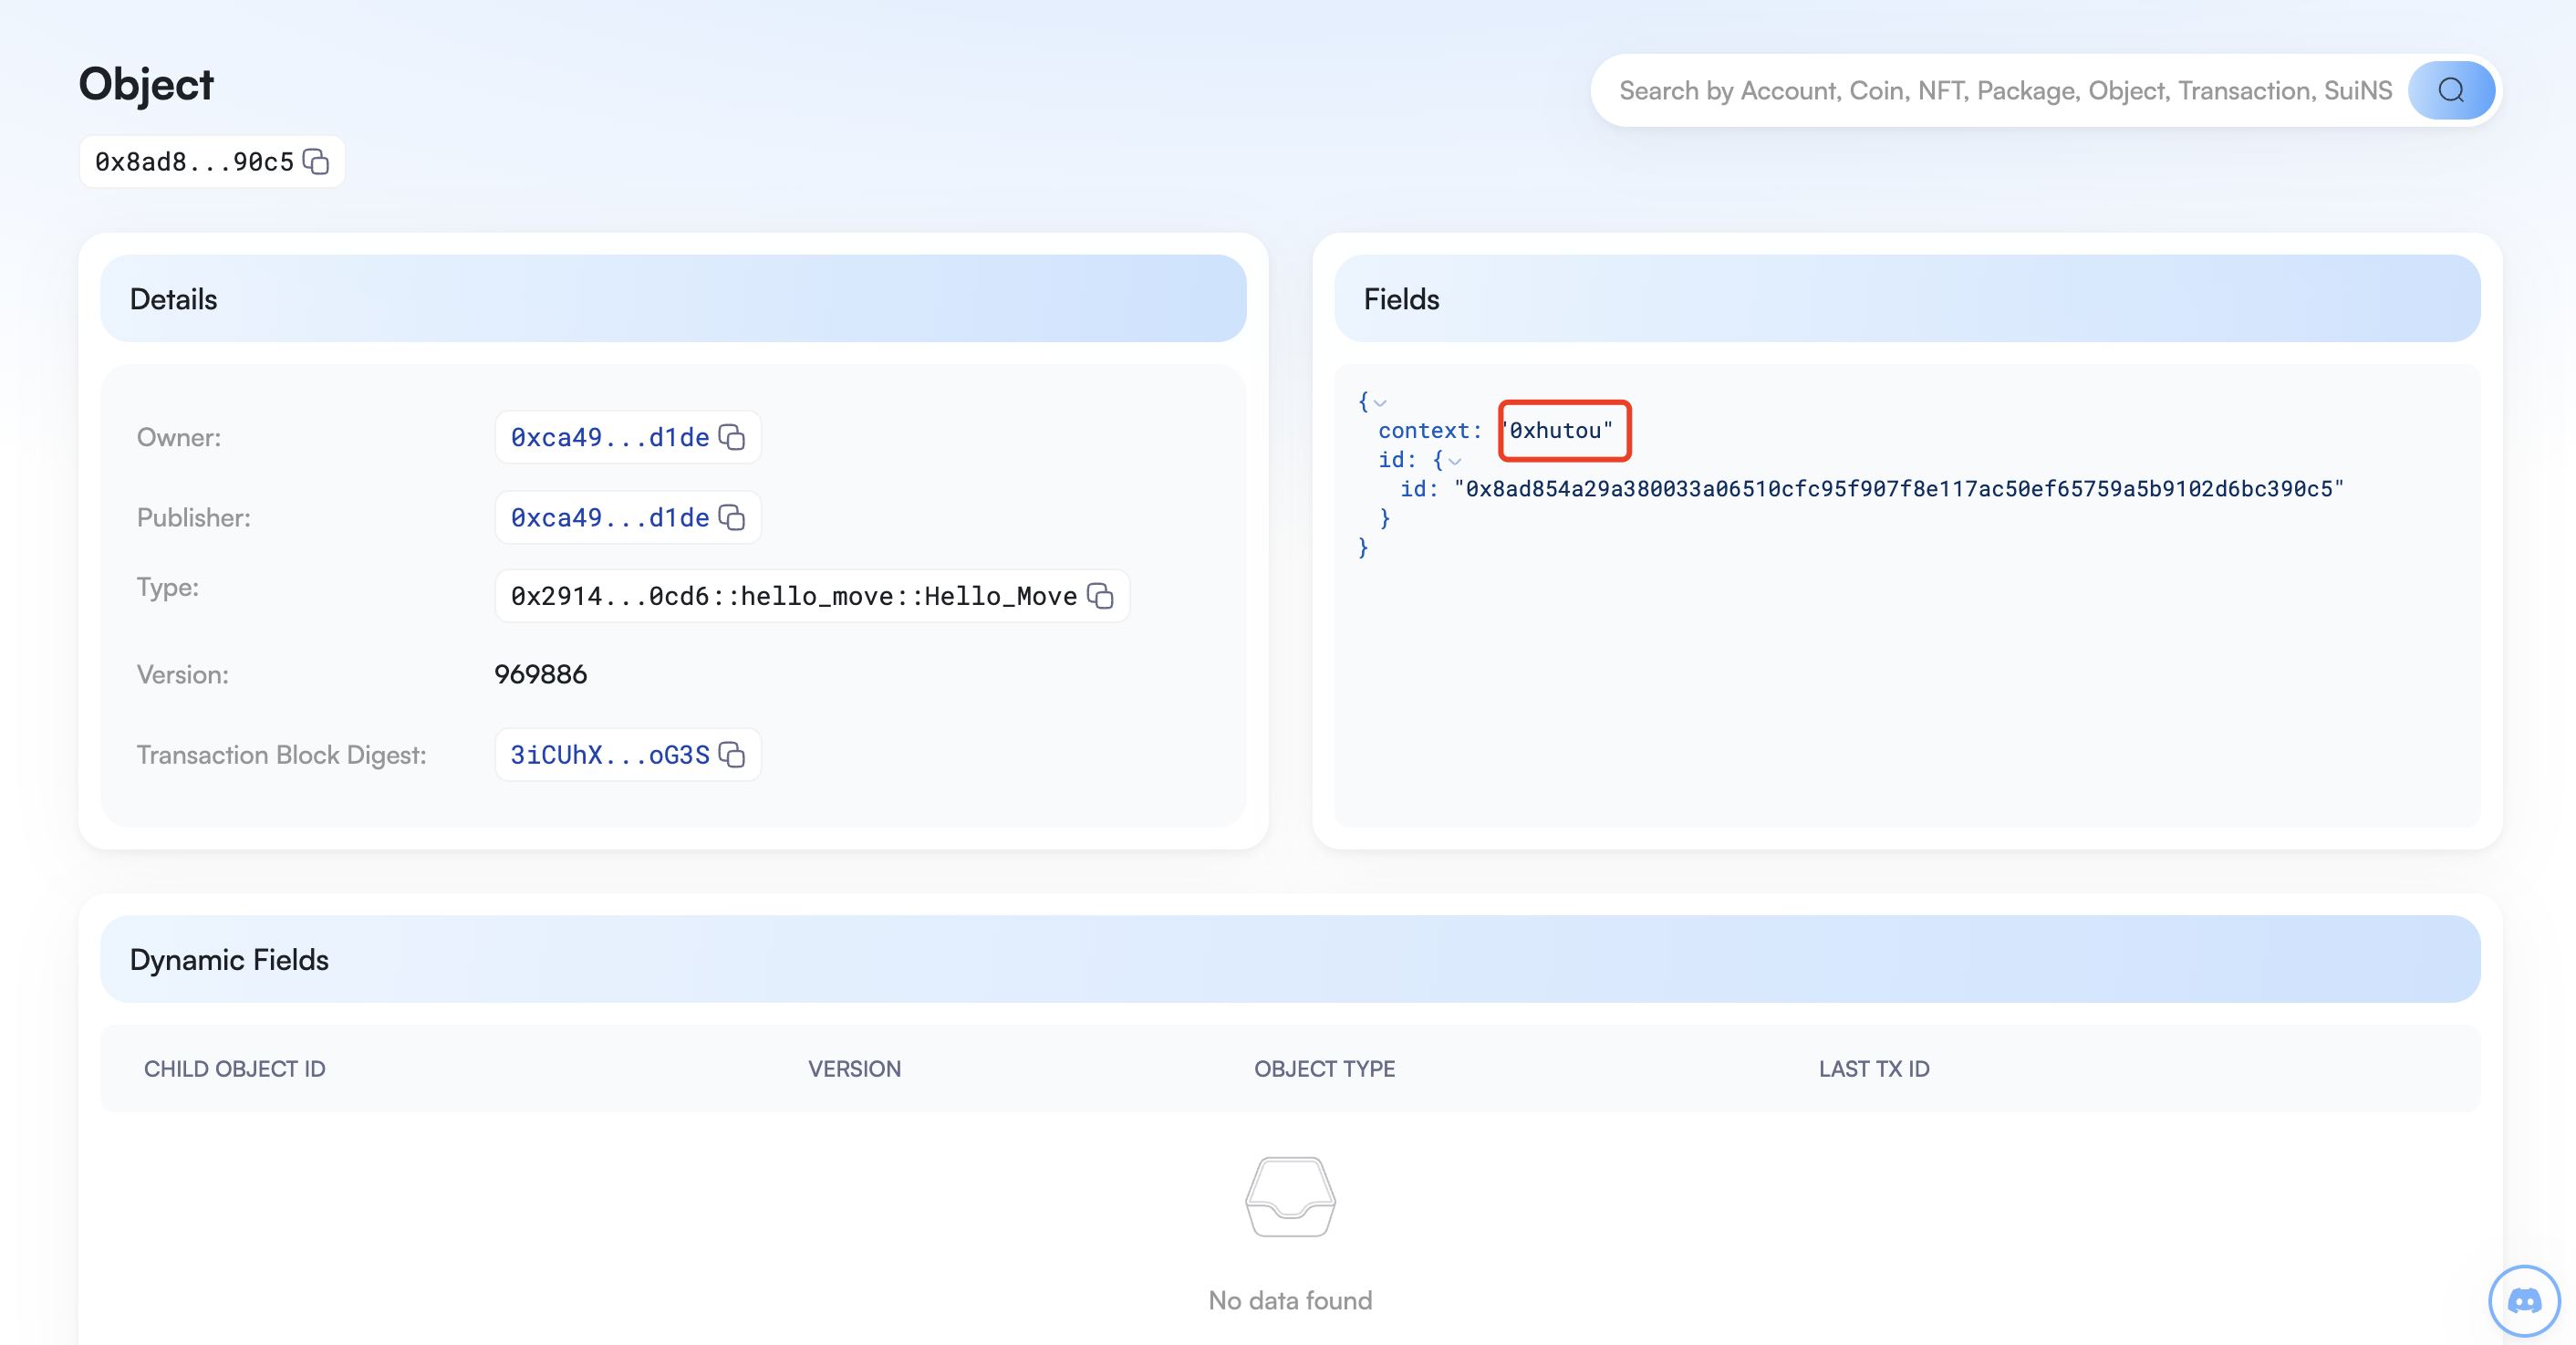 Object
Search by Account, Coin, NFT, Package, Object, Transaction, SuiNS
0x8ad8...90c5
Details
Owner: 0xca49...d1de
Publisher: 0xca49...d1de
Type: 0x2914...0cd6::hello_move::Hello_Move
Version: 969886
Transaction Block Digest: 3iCUhX...oG3S
Fields
{
context: "0xhutou"
id: {
id: "0x8ad854a29a380033a06510cfc95f907f8e117ac50ef65759a5b9102d6bc390c5"
}
}
Dynamic Fields
CHILD OBJECT ID VERSION OBJECT TYPE LAST TX ID
No data found